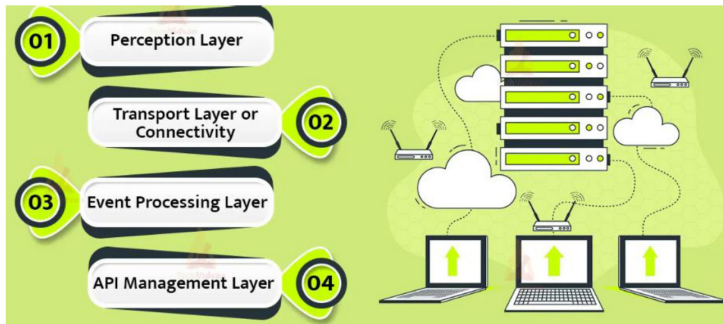 01
Perception Layer
Transport Layer or
Connectivity
02
03
Event Processing Layer
API Management Layer
04